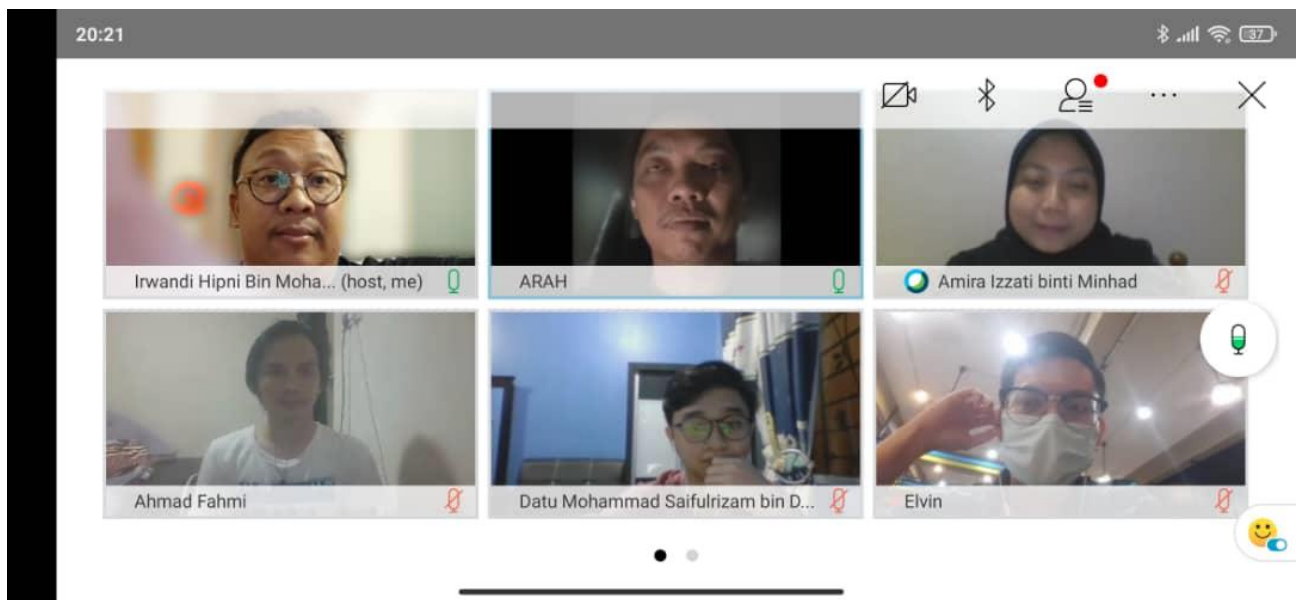 20:21
37
Irwandi Hipni Bin Moha... (host, me)
ARAH
Amira Izzati binti Minhad
Ahmad Fahmi
Datu Mohammad Saifulrizam bin D...
Elvin